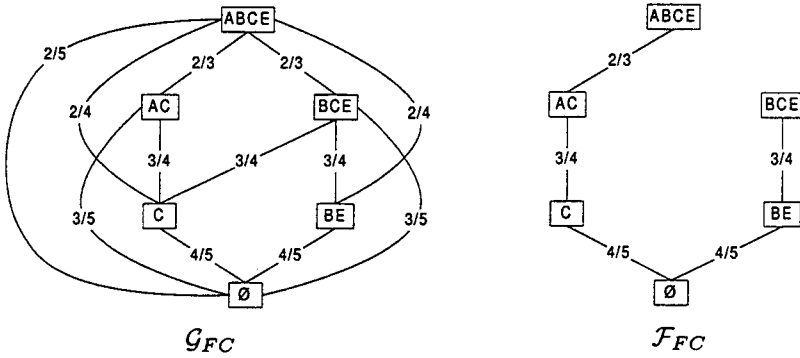 ABCE ABCE
2/5 2/3 2/3 2/3
AC BCE AC BCE
2/4 2/4
3/4 3/4 3/4 3/4 3/4
C BE C BE
3/5 3/5
4/5 4/5 4/5 4/5
Ø Ø
𝒢FC ℱFC